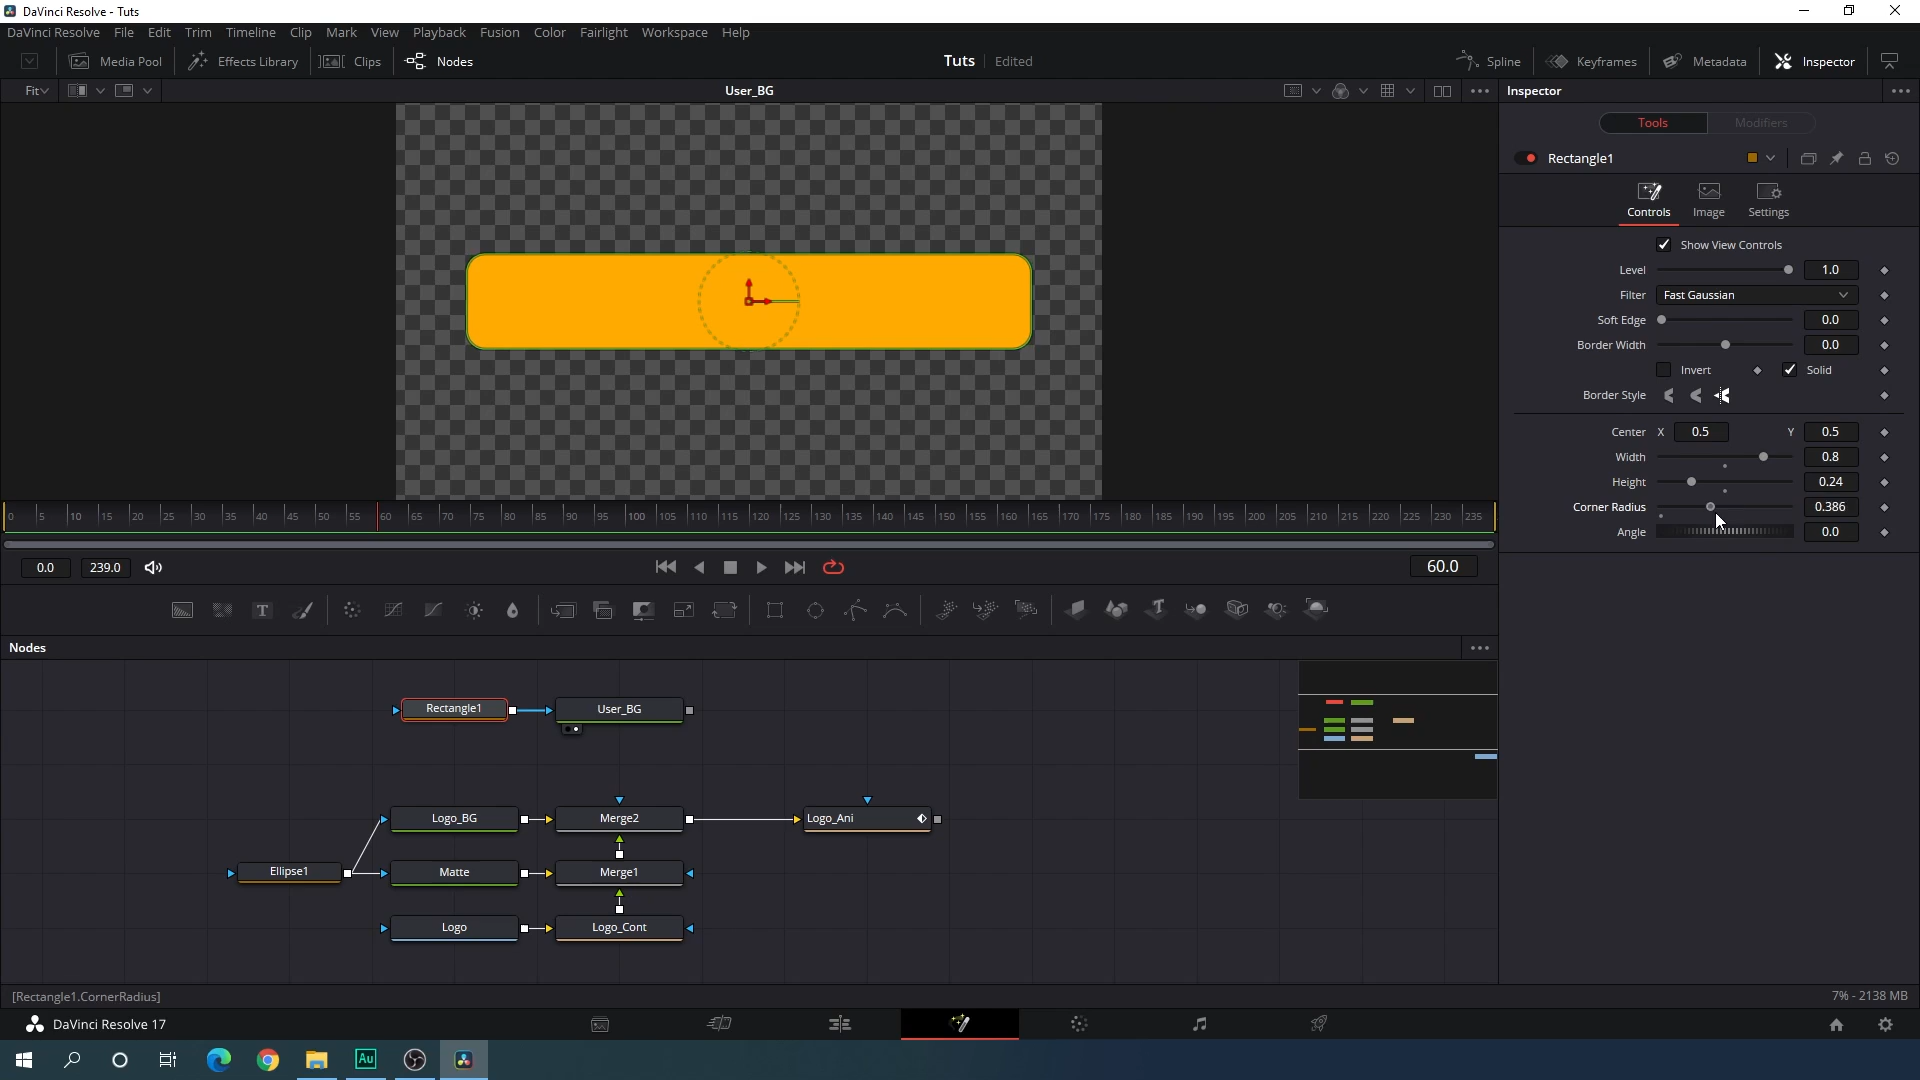 DaVinci Resolve - Tuts
DaVinci Resolve File Edit Trim Timeline Clip Mark View Playback Fusion Color Fairlight Workspace Help
Media Pool Effects Library Clips Nodes Tuts Edited Spline Keyframes Metadata Inspector
Fit User_BG Inspector
Tools Modifiers
Rectangle1
Controls Image Settings
Show View Controls
Level 1.0
Filter Fast Gaussian
Soft Edge 0.0
Border Width 0.0
Invert Solid
Border Style
Center X 0.5 Y 0.5
Width 0.8
Height 0.24
Corner Radius 0.386
Angle 0.0
0 5 10 15 20 25 30 35 40 45 50 55 60 65 70 75 80 85 90 95 100 105 110 115 120 125 130 135 140 145 150 155 160 165 170 175 180 185 190 195 200 205 210 215 220 225 230 235
0.0 239.0 60.0
T
Nodes
Rectangle1 User_BG
Logo_BG Merge2 Logo_Ani
Ellipse1 Matte Merge1
Logo Logo_Cont
[Rectangle1.CornerRadius] 7% - 2138 MB
DaVinci Resolve 17
Au